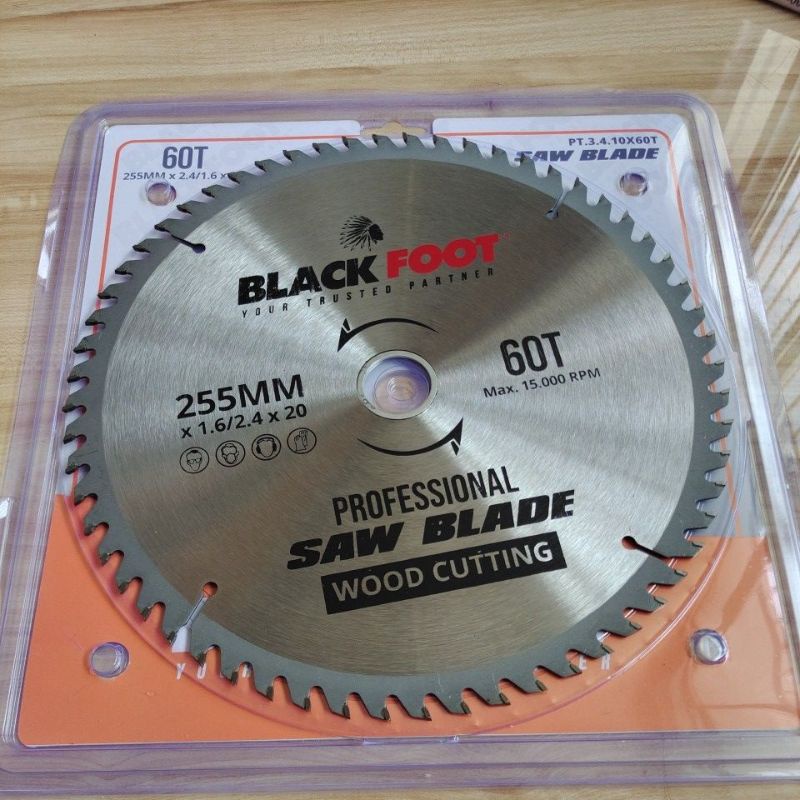 60T
255MM x 2.4/1.6 x
PT.3.4.10X60T
SAW BLADE
BLACK FOOT
YOUR TRUSTED PARTNER
255MM
x 1.6/2.4 x 20
60T
Max. 15.000 RPM
PROFESSIONAL
SAW BLADE
WOOD CUTTING